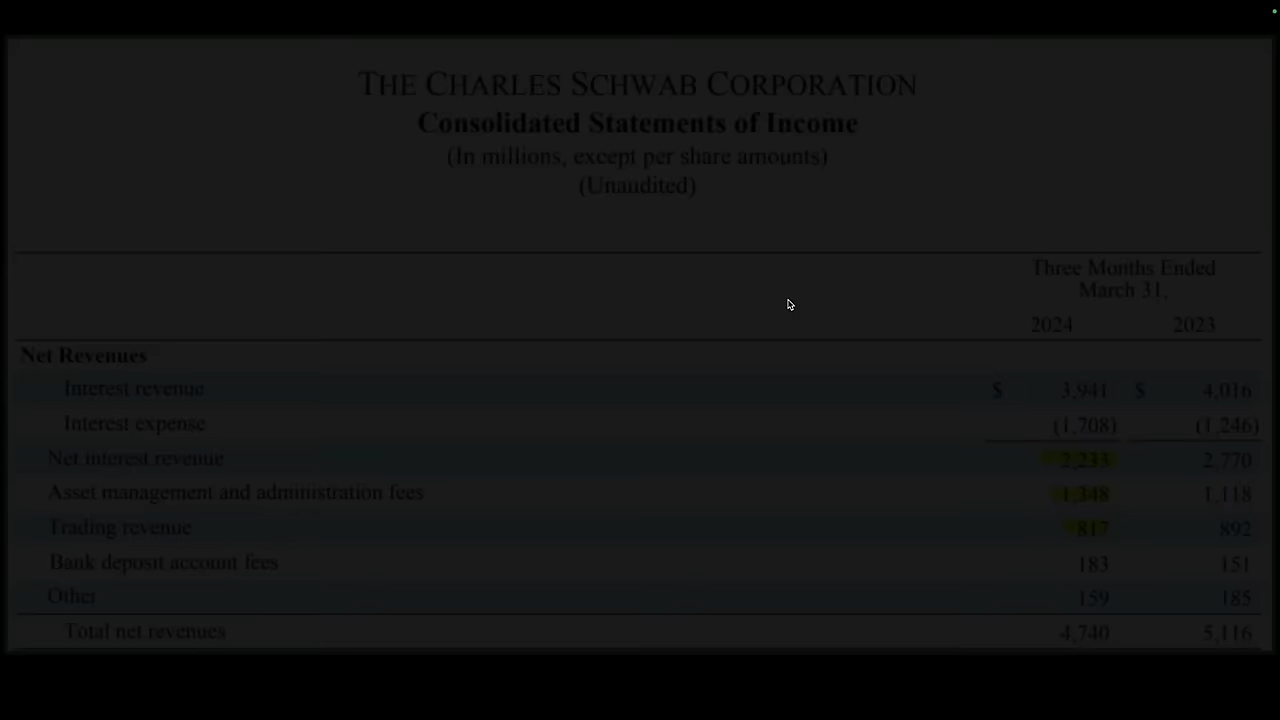 THE CHARLES SCHWAB CORPORATION
Consolidated Statements of Income
(In millions, except per share amounts)
(Unaudited)
Three Months Ended
March 31,
2024 2023
Net Revenues
Interest revenue $ 3,941 $ 4,016
Interest expense (1,708) (1,246)
Net interest revenue 2,233 2,770
Asset management and administration fees 1,348 1,118
Trading revenue 817 892
Bank deposit account fees 183 151
Other 159 185
Total net revenues 4,740 5,116